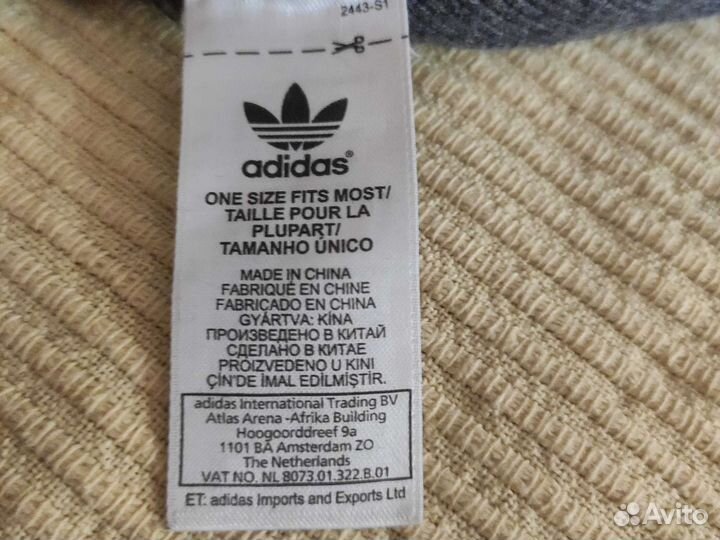 2443-S1
adidas®
ONE SIZE FITS MOST/
TAILLE POUR LA
PLUPART/
TAMANHO ÚNICO
MADE IN CHINA
FABRIQUÉ EN CHINE
FABRICADO EN CHINA
GYÁRTVA: KÍNA
ПРОИЗВЕДЕНО В КИТАЙ
СДЕЛАНО В КИТАЕ
PROIZVEDENO U KINI
ÇİN'DE İMAL EDİLMİŞTİR.
adidas International Trading BV
Atlas Arena -Afrika Building
Hoogoorddreef 9a
1101 BA Amsterdam ZO
The Netherlands
VAT NO. NL 8073.01.322.B.01
ET: adidas Imports and Exports Ltd
Avito